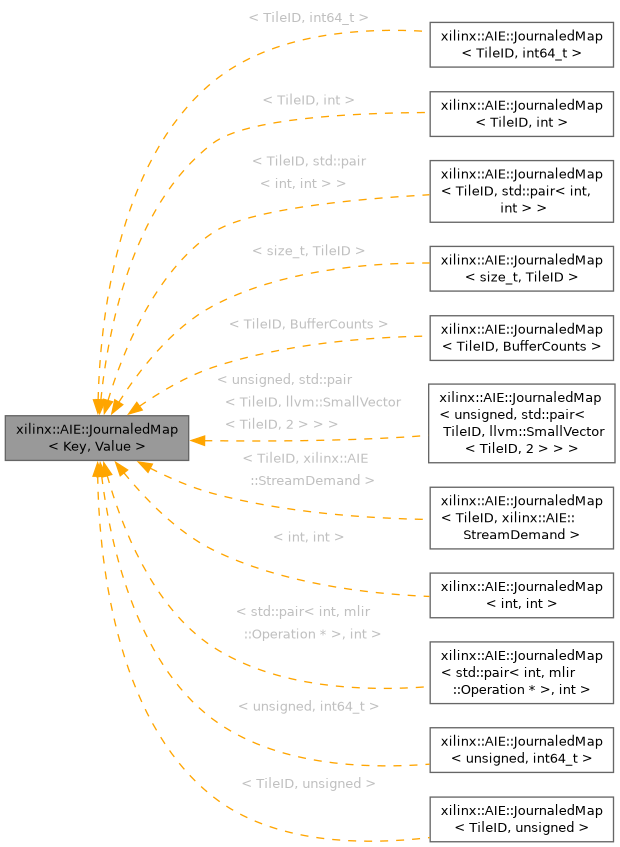 < TileID, int64_t >
xilinx::AIE::JournaledMap
< TileID, int64_t >
< TileID, int >
xilinx::AIE::JournaledMap
< TileID, int >
< TileID, std::pair
< int, int > >
xilinx::AIE::JournaledMap
< TileID, std::pair< int,
int > >
< size_t, TileID >
xilinx::AIE::JournaledMap
< size_t, TileID >
< TileID, BufferCounts >
xilinx::AIE::JournaledMap
< TileID, BufferCounts >
< unsigned, std::pair
< TileID, llvm::SmallVector
< TileID, 2 > > >
xilinx::AIE::JournaledMap
< unsigned, std::pair<
TileID, llvm::SmallVector
< TileID, 2 > > >
xilinx::AIE::JournaledMap
< Key, Value >
< TileID, xilinx::AIE
::StreamDemand >
xilinx::AIE::JournaledMap
< TileID, xilinx::AIE::
StreamDemand >
< int, int >
xilinx::AIE::JournaledMap
< int, int >
< std::pair< int, mlir
::Operation * >, int >
xilinx::AIE::JournaledMap
< std::pair< int, mlir
::Operation * >, int >
< unsigned, int64_t >
xilinx::AIE::JournaledMap
< unsigned, int64_t >
< TileID, unsigned >
xilinx::AIE::JournaledMap
< TileID, unsigned >